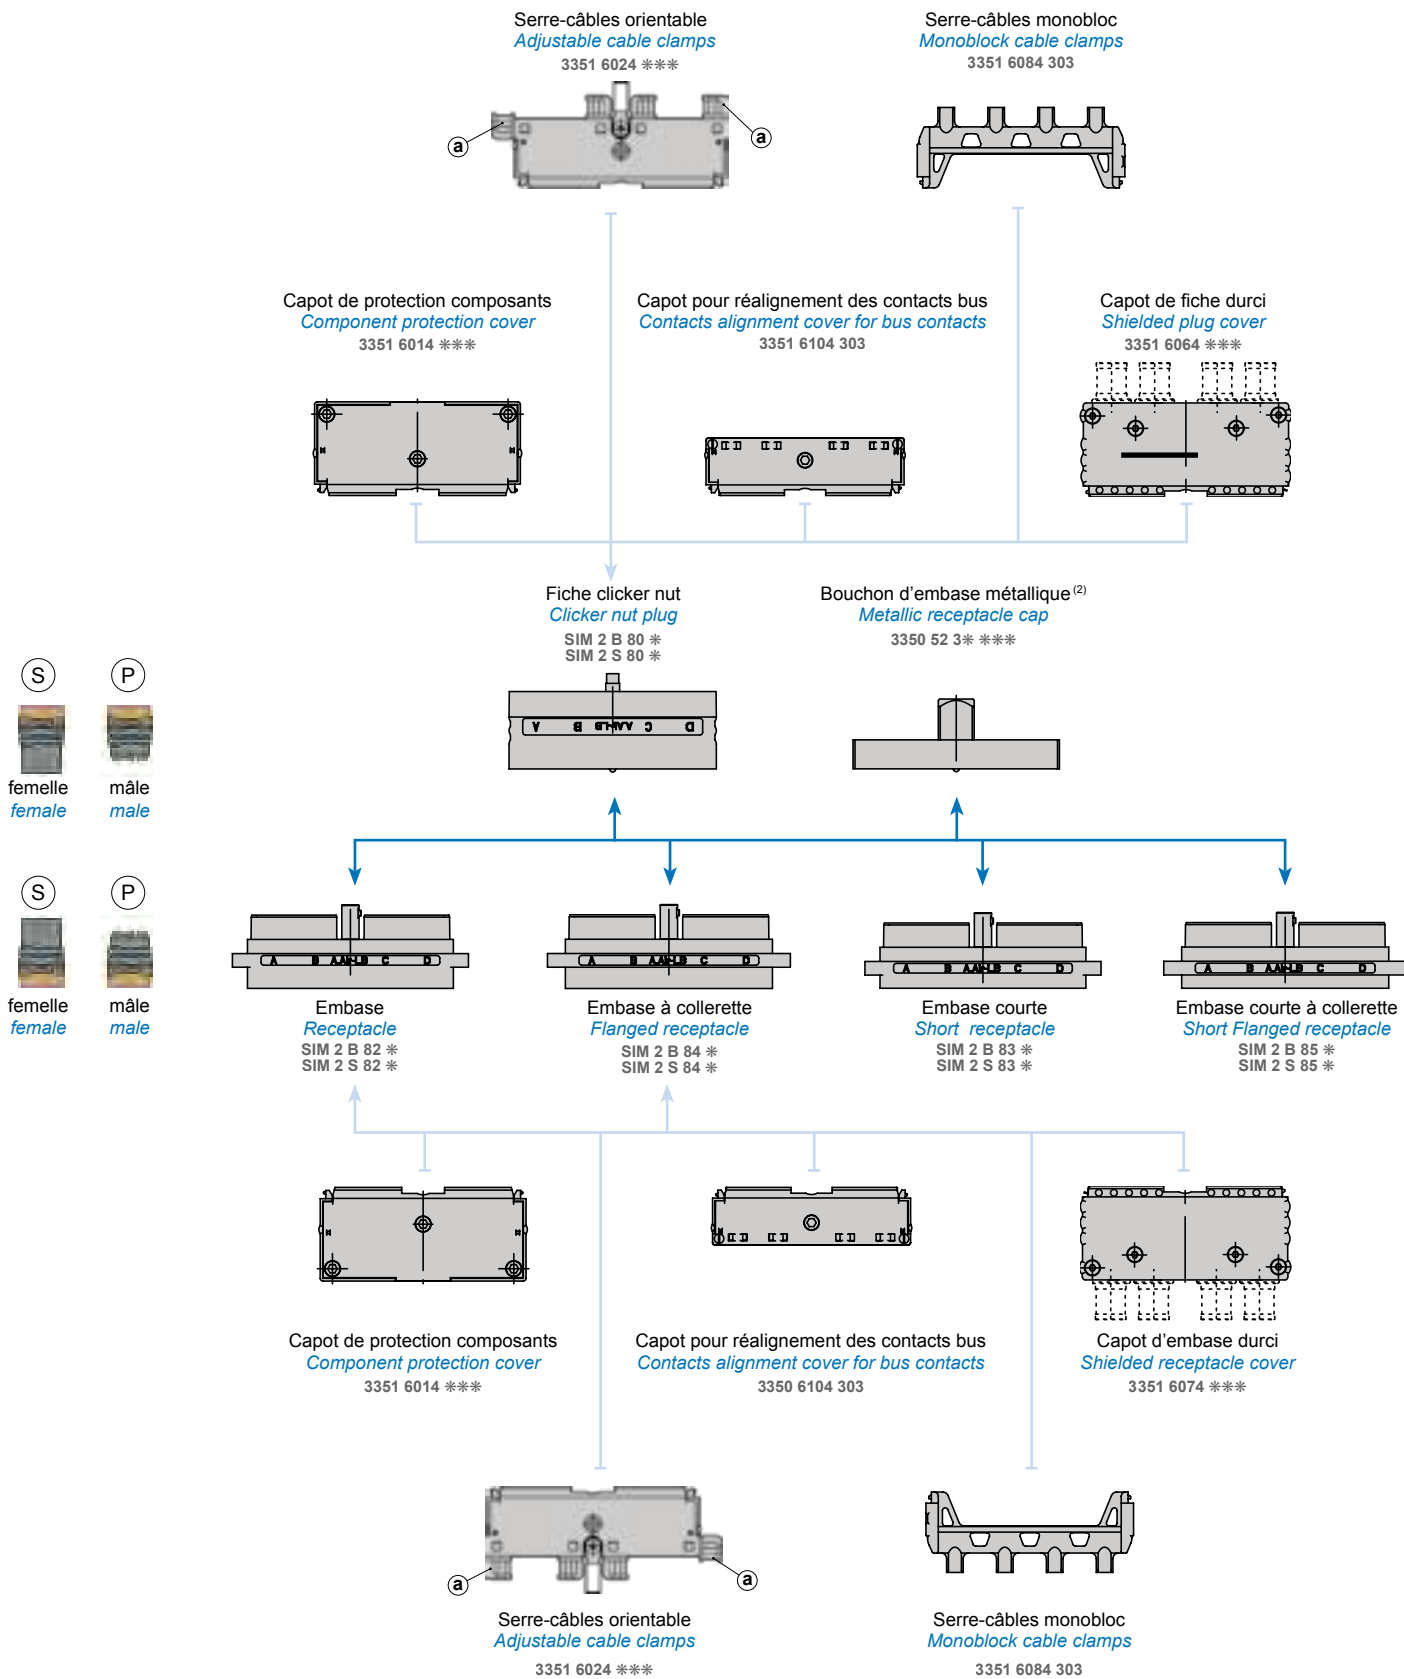 Serre-câbles orientable
Adjustable cable clamps
3351 6024 ✳✳✳
Serre-câbles monobloc
Monoblock cable clamps
3351 6084 303
a
a
Capot de protection composants
Component protection cover
3351 6014 ✳✳✳
Capot pour réalignement des contacts bus
Contacts alignment cover for bus contacts
3351 6104 303
Capot de fiche durci
Shielded plug cover
3351 6064 ✳✳✳
Fiche clicker nut
Clicker nut plug
SIM 2 B 80 ✳
SIM 2 S 80 ✳
Bouchon d’embase métallique (2)
Metallic receptacle cap
3350 52 3✳ ✳✳✳
S P
femelle mâle
female male
A B C D
S P
femelle mâle
female male
A B C D
A B C D
A B C D
A B C D
Embase
Receptacle
SIM 2 B 82 ✳
SIM 2 S 82 ✳
Embase à collerette
Flanged receptacle
SIM 2 B 84 ✳
SIM 2 S 84 ✳
Embase courte
Short receptacle
SIM 2 B 83 ✳
SIM 2 S 83 ✳
Embase courte à collerette
Short Flanged receptacle
SIM 2 B 85 ✳
SIM 2 S 85 ✳
Capot de protection composants
Component protection cover
3351 6014 ✳✳✳
Capot pour réalignement des contacts bus
Contacts alignment cover for bus contacts
3350 6104 303
Capot d’embase durci
Shielded receptacle cover
3351 6074 ✳✳✳
a
a
Serre-câbles orientable
Adjustable cable clamps
3351 6024 ✳✳✳
Serre-câbles monobloc
Monoblock cable clamps
3351 6084 303